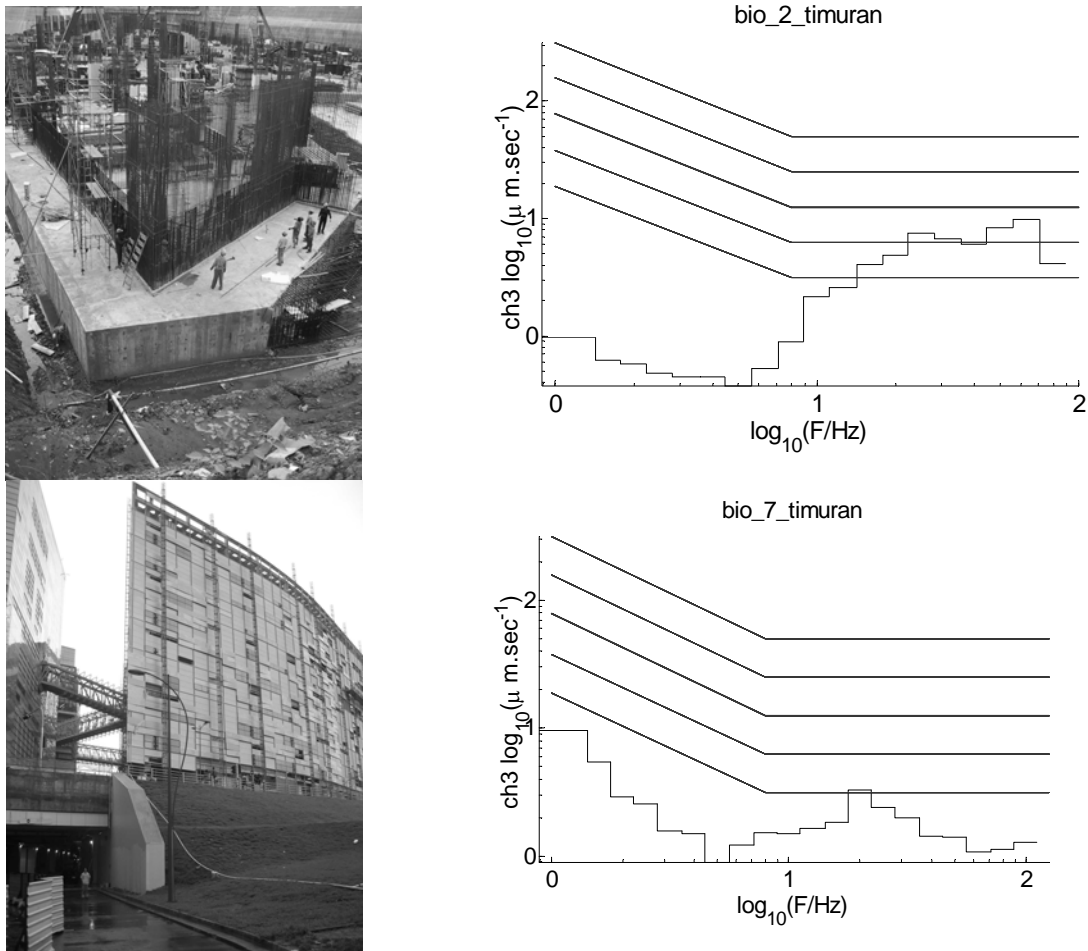 bio_2_timuran
ch3 log10(μ m.sec-1)
2
1
0
0 1 2
log10(F/Hz)
bio_7_timuran
ch3 log10(μ m.sec-1)
2
1
0
0 1 2
log10(F/Hz)